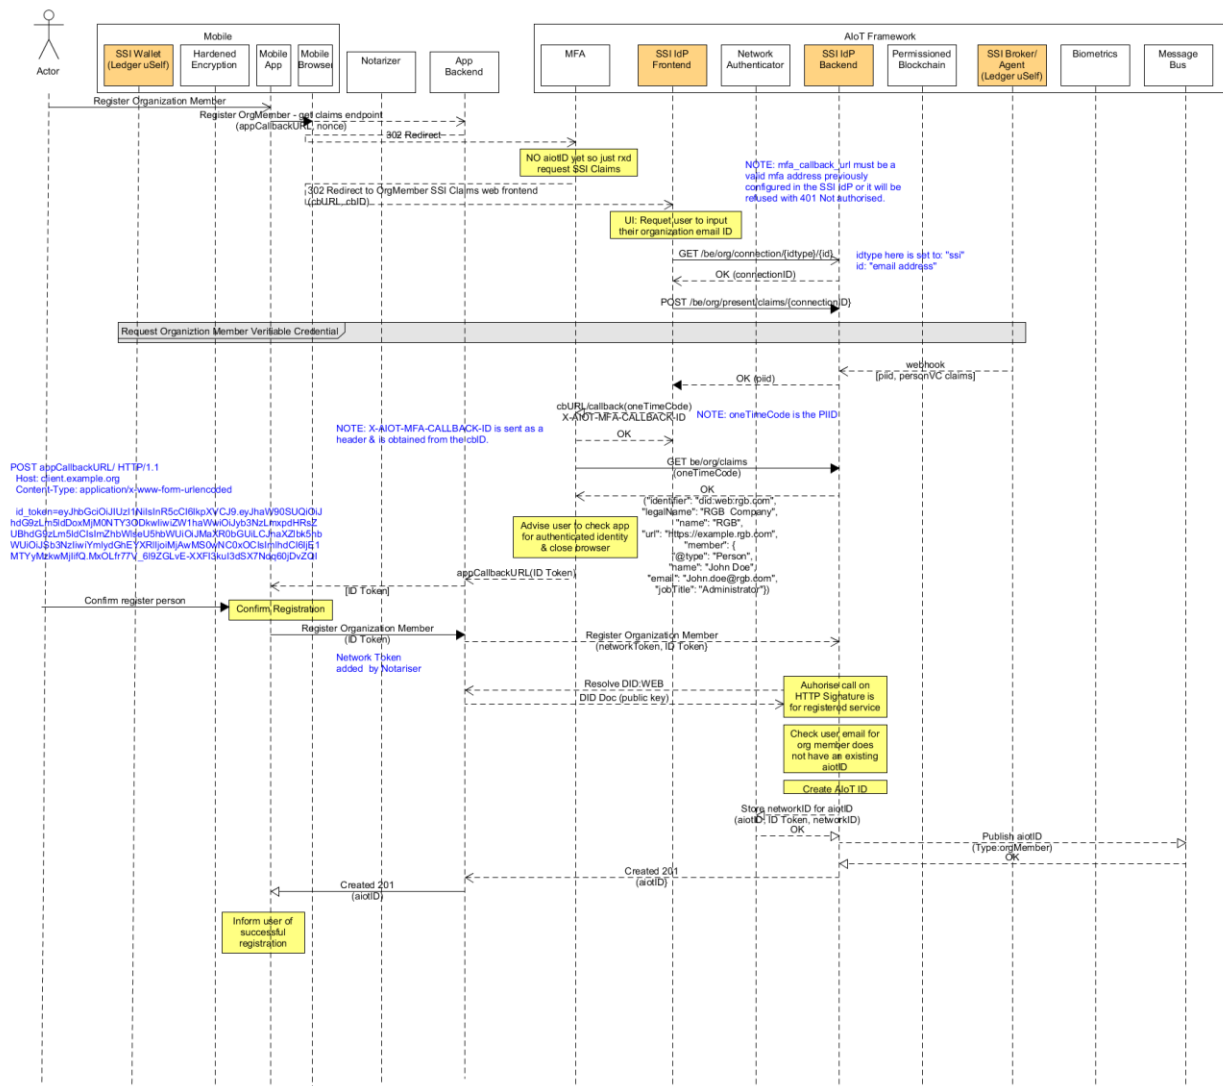 Mobile
AIoT Framework
Actor
SSI Wallet
(Ledger uSelf)
Hardened
Encryption
Mobile
App
Mobile
Browser
Notarizer
App
Backend
MFA
SSI IdP
Frontend
Network
Authenticator
SSI IdP
Backend
Permissioned
Blockchain
SSI Broker/
Agent
(Ledger uSelf)
Biometrics
Message
Bus
Register Organization Member
Register OrgMember - get claims endpoint
(appCallbackURL, nonce)
302 Redirect
NO aiotID yet so just rxd
request SSI Claims
NOTE: mfa_callback_url must be a
valid mfa address previously
configured in the SSI IdP or it will be
refused with 401 Not authorised.
302 Redirect to OrgMember SSI Claims web frontend
(cbURL, cbID)
UI: Requet user to input
their organization email ID
GET /be/org/connection/{idtype}/{id}
idtype here is set to: "ssi"
id: "email address"
OK (connectionID)
POST /be/org/present claims/{connectionID}
Request Organiztion Member Verifiable Credential
webhook
[piid, personVC claims]
OK (piid)
cbURL/callback(oneTimeCode)
X-AIOT-MFA-CALLBACK-ID
NOTE: oneTimeCode is the PIID
NOTE: X-AIOT-MFA-CALLBACK-ID is sent as a
header & is obtained from the cbID.
OK
GET be/org/claims
(oneTimeCode)
POST appCallbackURL/ HTTP/1.1
Host: client.example.org
Content-Type: application/x-www-form-urlencoded
OK
{"identifier": "did:web:rgb.com",
"legalName": "RGB Company",
"name": "RGB",
"url": "https://example.rgb.com",
"member": {
"@type": "Person",
"name": "John Doe",
"email": "John.doe@rgb.com",
"jobTitle": "Administrator"})
Advise user to check app
for authenticated identity
& close browser
appCallbackURL(ID Token)
[ID Token]
Confirm register person
Confirm Registration
Register Organization Member
(ID Token)
Register Organization Member
(networkToken, ID Token}
Network Token
added by Notariser
Resolve DID:WEB
DID Doc (public key)
Auhorise call on
HTTP Signature is
for registered service
Check user email for
org member does
not have an existing
aiotID
Create AIoT ID
Store networkID for aiotID
(aiotID, ID Token, networkID)
OK
Publish aiotID
(Type:orgMember)
OK
Created 201
(aiotID}
Created 201
(aiotID)
Inform user of
successful
registration